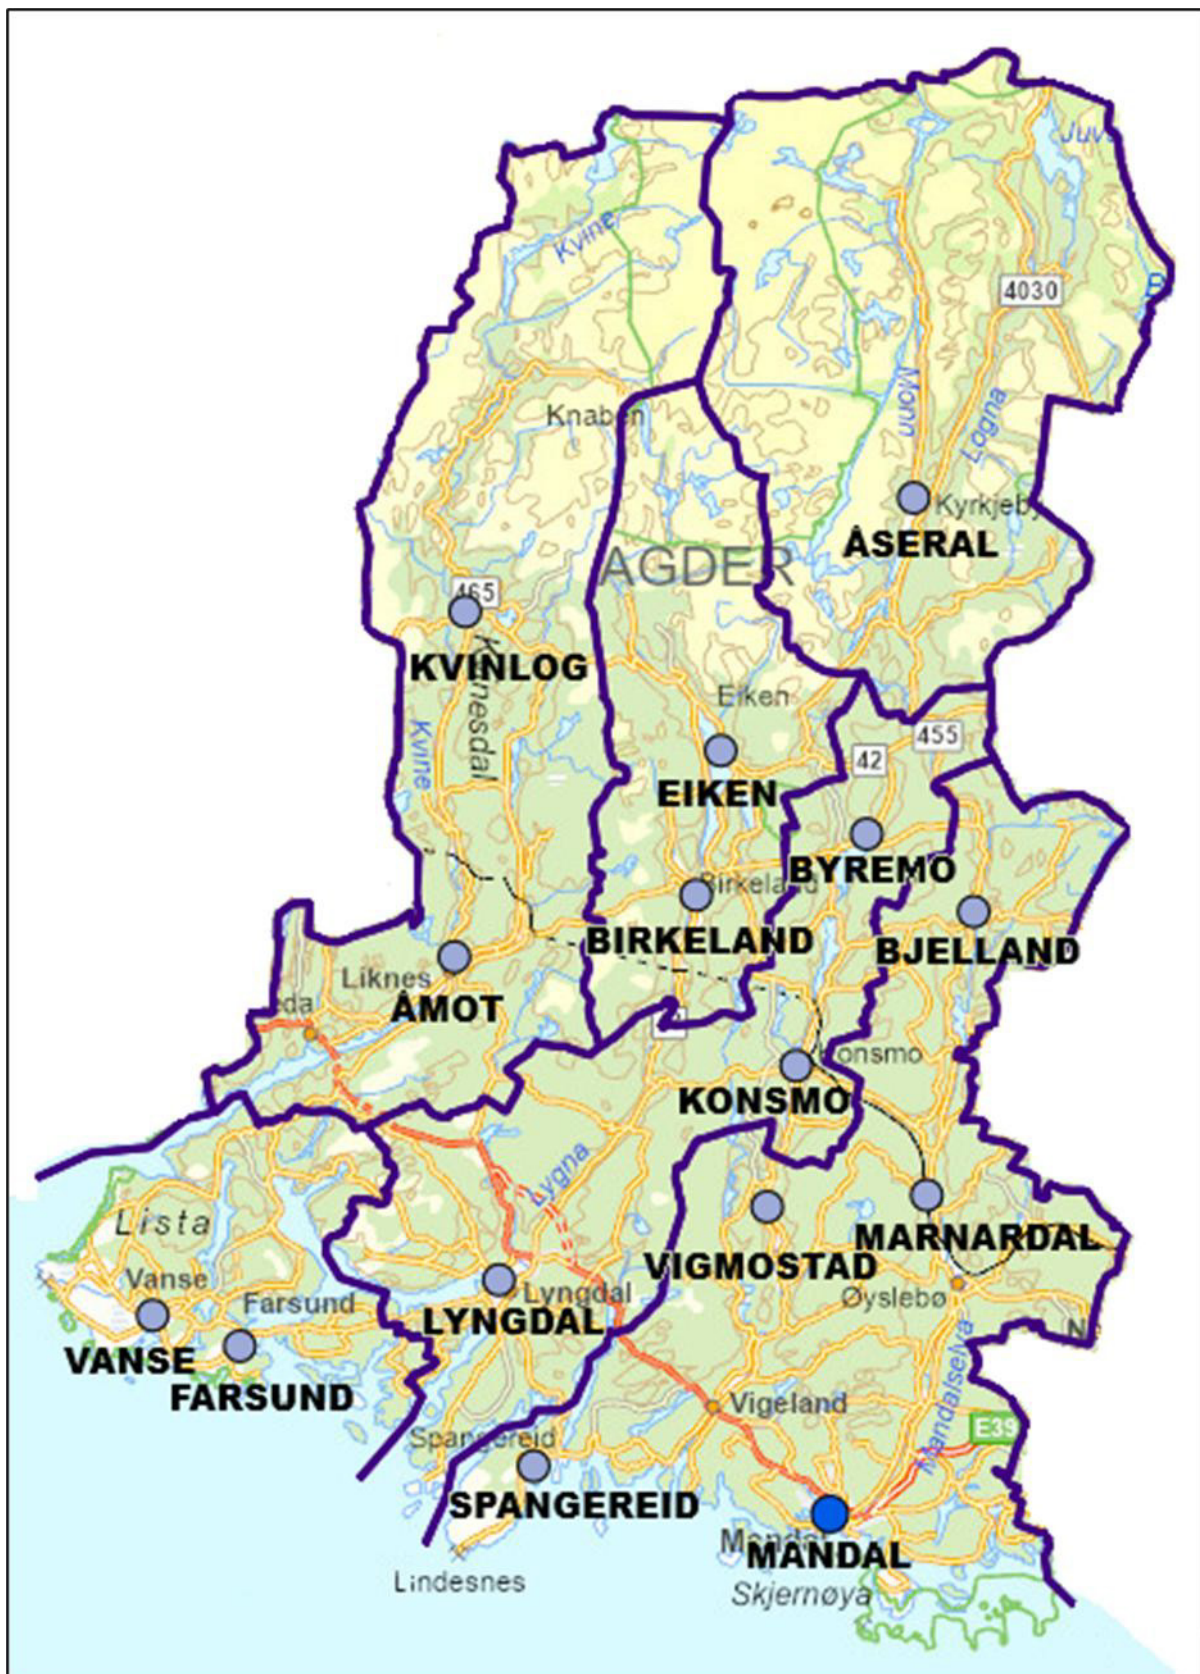 Juv
Kvine
4030
Monn
Logna
Knaben
Kyrkjeby
ÅSERAL
AGDER
465
KVINLOG
Eiken
Kvine
455
42
EIKEN
BYREMO
Birkeland
BIRKELAND
BJELLAND
Liknes
ÅMOT
eda
Konsmo
KONSMO
Lygna
Lista
MARNARDAL
VIGMOSTAD
Vanse
Farsund
Lyngdal
Øyslebø
LYNGDAL
N
VANSE
FARSUND
Mandalselva
Vigeland
E39
Spangereid
SPANGEREID
Mandal
MANDAL
Lindesnes
Skjernøya